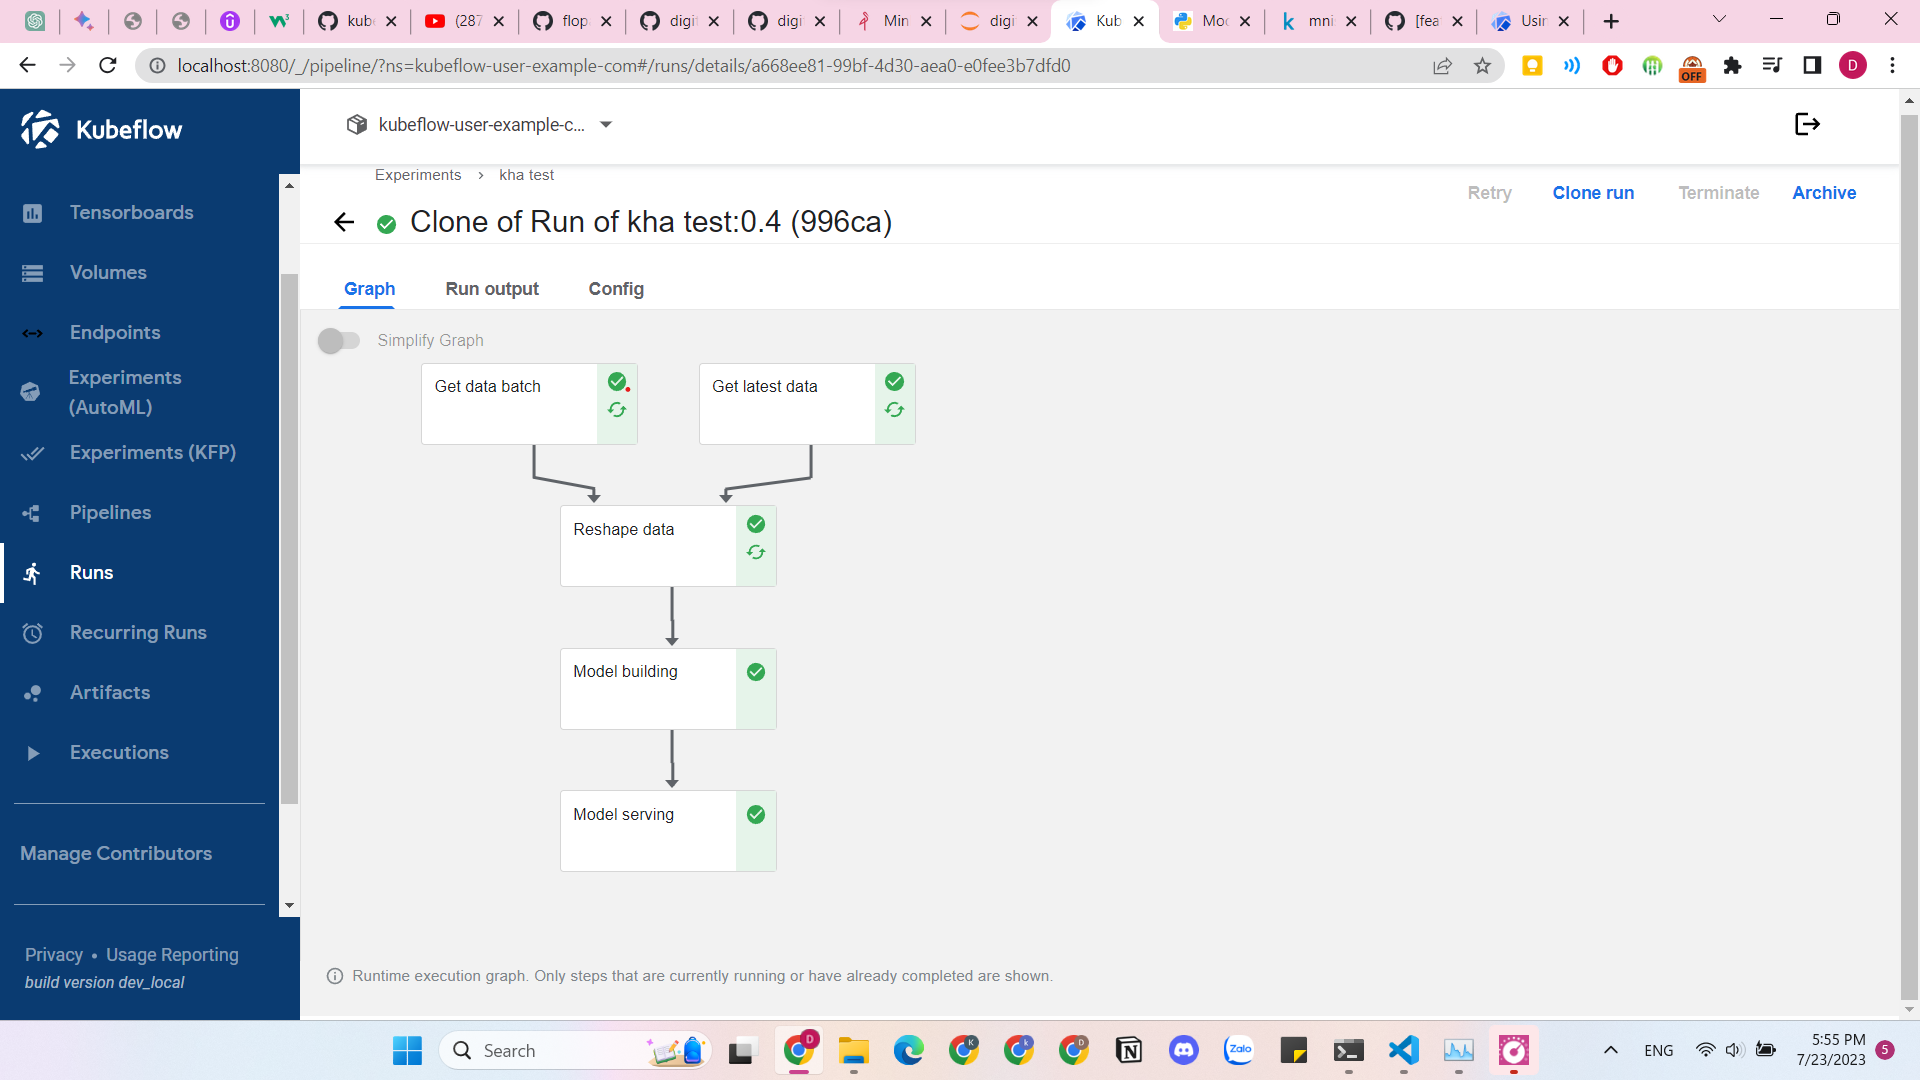 kube
(287
flop
digit
digi
Min
digi
Kub
Moc
mni
[fea
Usin
localhost:8080/_/pipeline/?ns=kubeflow-user-example-com#/runs/details/a668ee81-99bf-4d30-aea0-e0fee3b7dfd0
OFF
D
Kubeflow
kubeflow-user-example-c...
Tensorboards
Volumes
Endpoints
Experiments
(AutoML)
Experiments (KFP)
Pipelines
Runs
Recurring Runs
Artifacts
Executions
Manage Contributors
Privacy • Usage Reporting
build version dev_local
Experiments > kha test
Retry Clone run Terminate Archive
Clone of Run of kha test:0.4 (996ca)
Graph Run output Config
Simplify Graph
Get data batch
Get latest data
Reshape data
Model building
Model serving
Runtime execution graph. Only steps that are currently running or have already completed are shown.
Search
D
K
k
D
Zalo
ENG
5:55 PM
7/23/2023
5